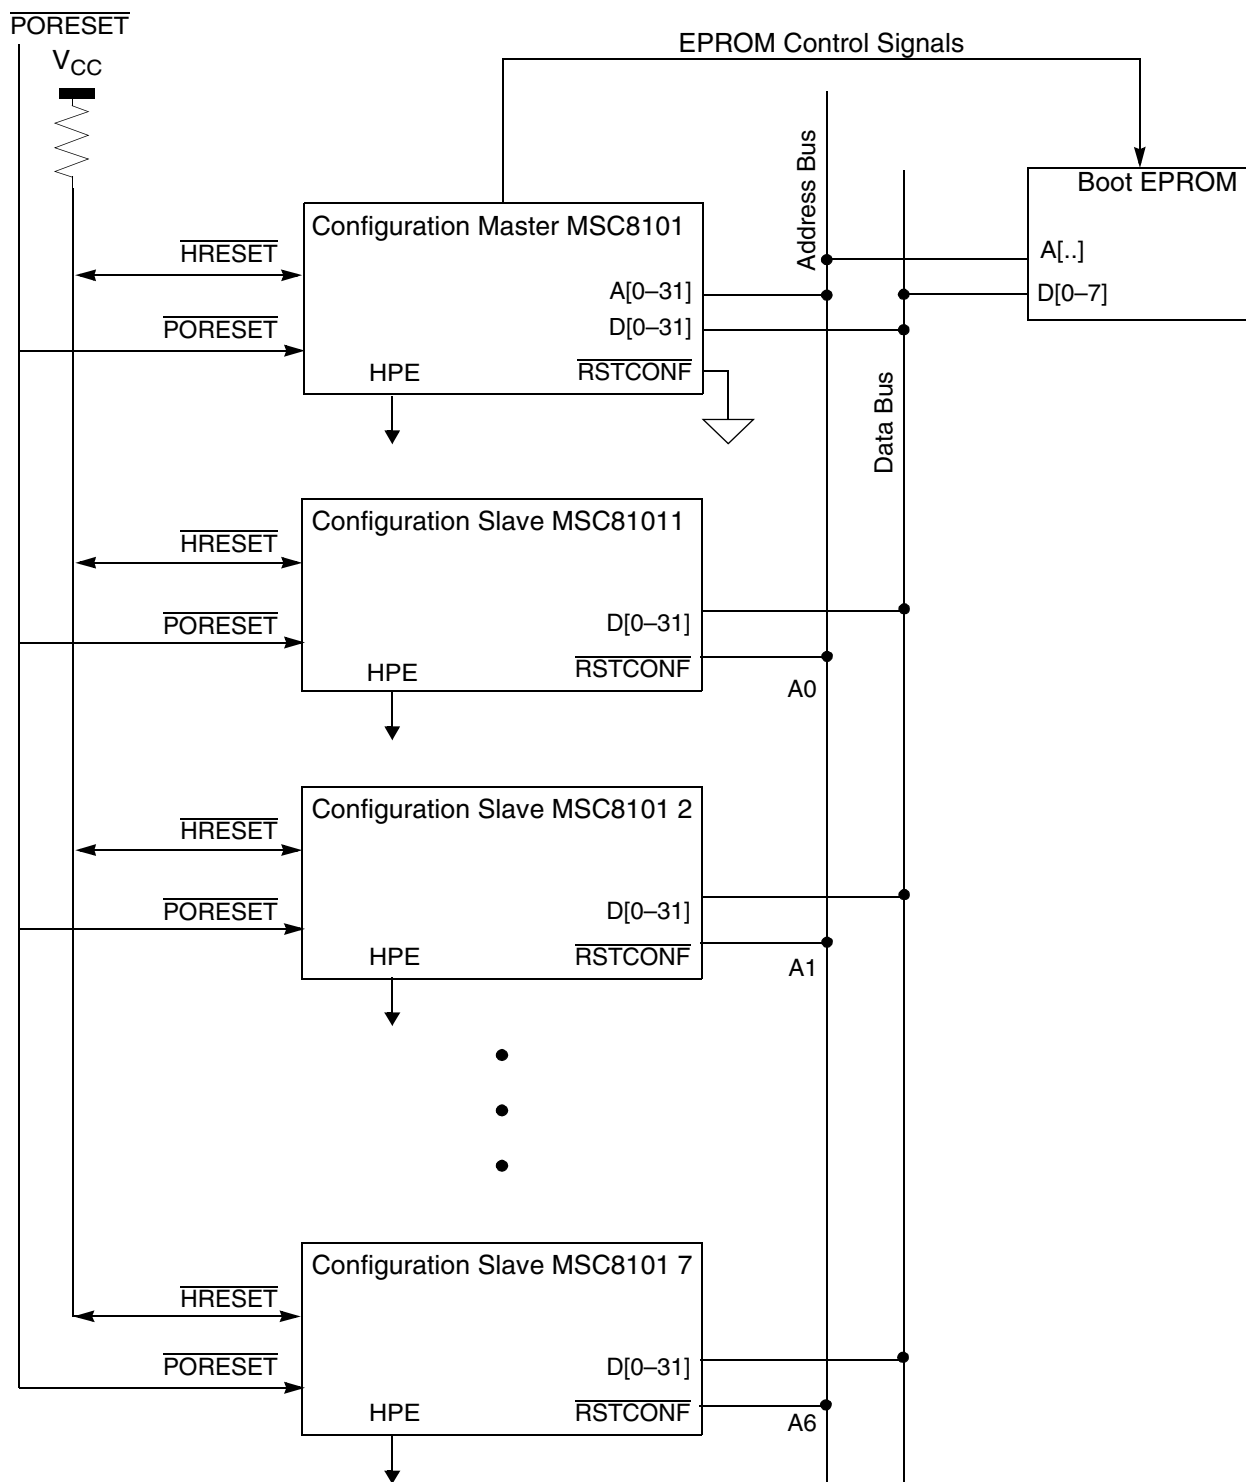 PORESET
VCC
EPROM Control Signals
Address Bus
Data Bus
Boot EPROM
A[..]
D[0–7]
Configuration Master MSC8101
HRESET
PORESET
A[0–31]
D[0–31]
HPE
RSTCONF
Configuration Slave MSC81011
HRESET
PORESET
D[0–31]
HPE
RSTCONF
A0
Configuration Slave MSC8101 2
HRESET
PORESET
D[0–31]
HPE
RSTCONF
A1
Configuration Slave MSC8101 7
HRESET
PORESET
D[0–31]
HPE
RSTCONF
A6